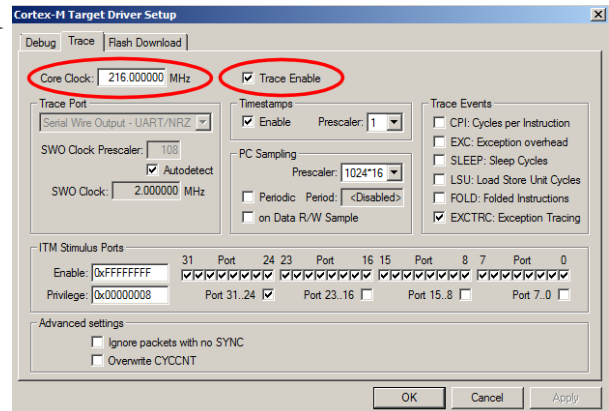 Cortex-M Target Driver Setup
Debug Trace Flash Download
Core Clock: 216.000000 MHz Trace Enable
Trace Port Timestamps Trace Events
Serial Wire Output - UART/NRZ Enable Prescaler: 1 CPI: Cycles per Instruction
EXC: Exception overhead
SWO Clock Prescaler: 108 PC Sampling SLEEP: Sleep Cycles
Autodetect Prescaler: 1024*16 LSU: Load Store Unit Cycles
SWO Clock: 2.000000 MHz Periodic Period: <Disabled> FOLD: Folded Instructions
on Data R/W Sample EXCTRC: Exception Tracing
ITM Stimulus Ports
31 Port 24 23 Port 16 15 Port 8 7 Port 0
Enable: 0xFFFFFFFF
Privilege: 0x00000008 Port 31..24 Port 23..16 Port 15..8 Port 7..0
Advanced settings
Ignore packets with no SYNC
Overwrite CYCCNT
OK Cancel Apply